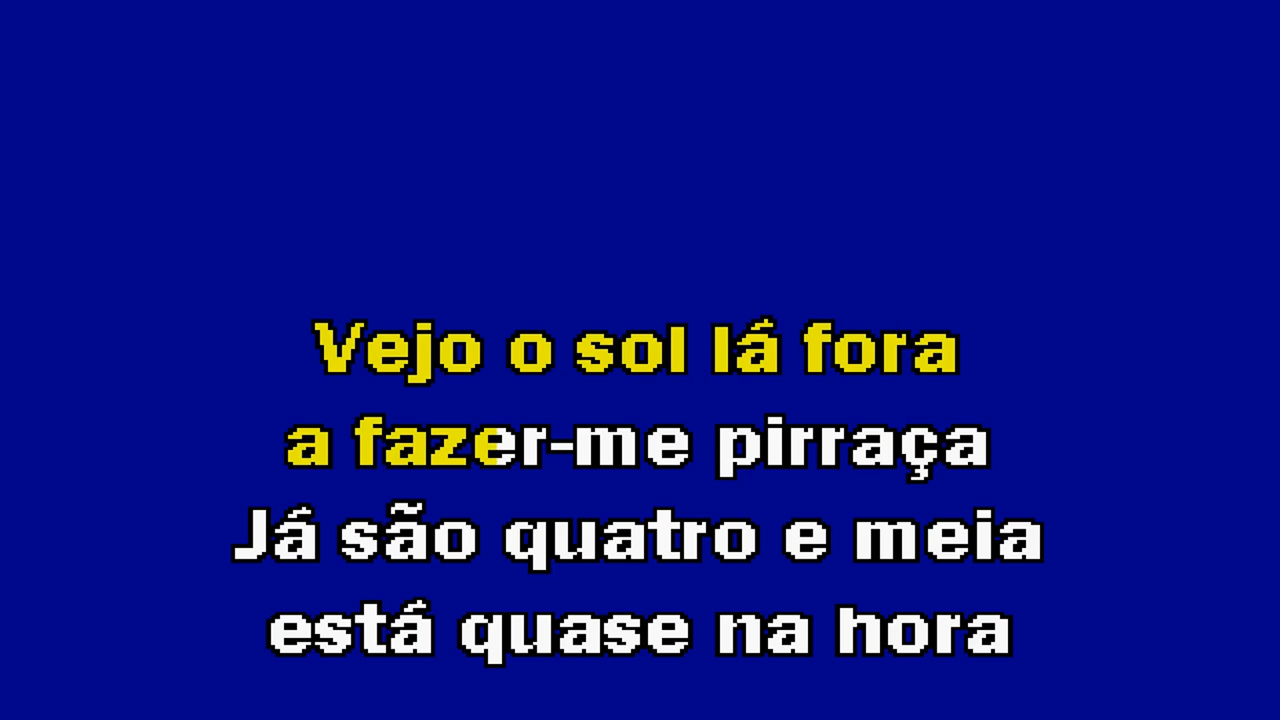 Vejo o sol lá fora
a fazer-me pirraça
Já são quatro e meia
está quase na hora